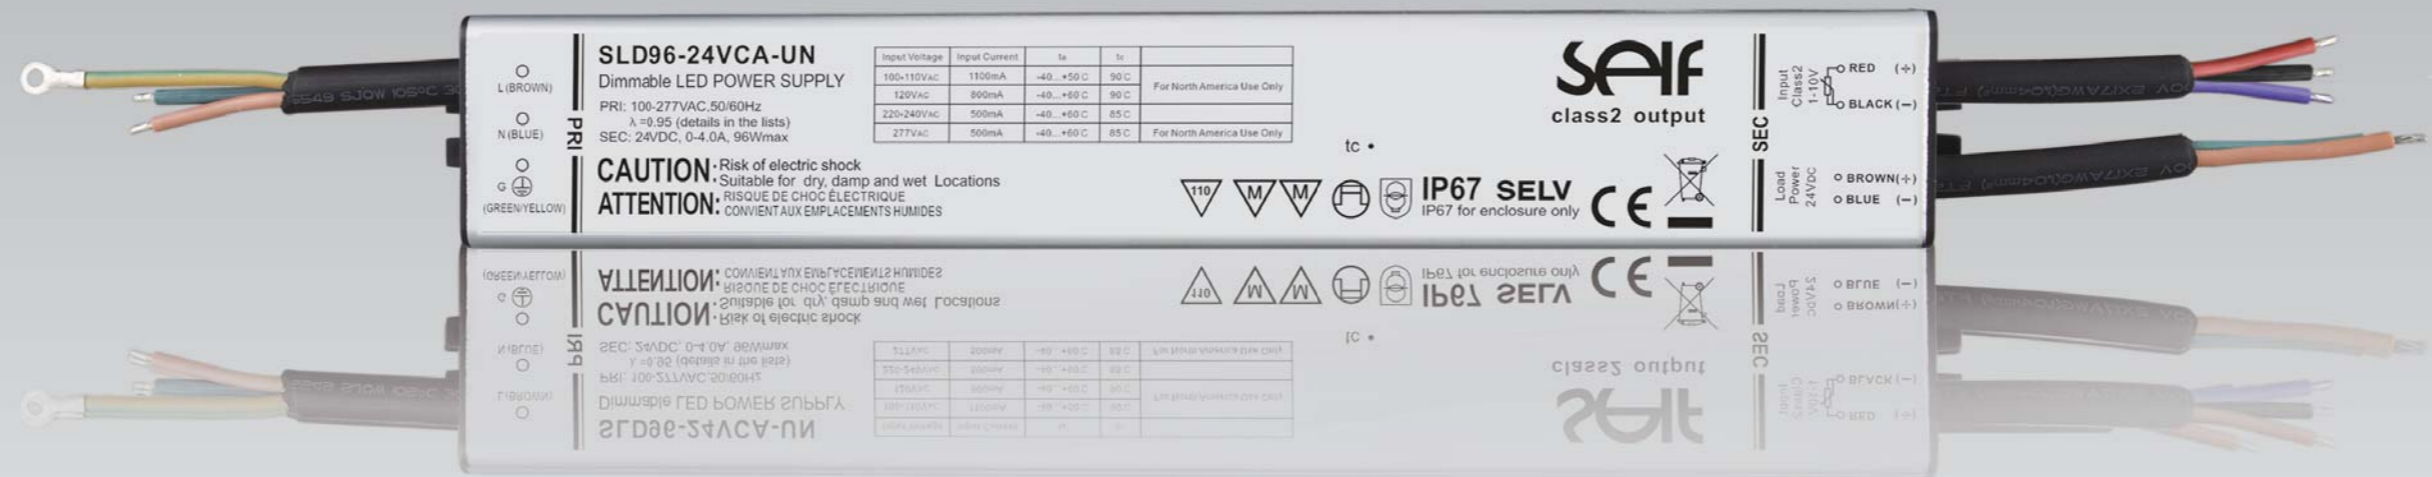 L (BROWN)
N (BLUE)
G
(GREEN/YELLOW)
PRI
SLD96-24VCA-UN
Dimmable LED POWER SUPPLY
PRI: 100-277VAC,50/60Hz
λ =0.95 (details in the lists)
SEC: 24VDC, 0-4.0A, 96Wmax
CAUTION: Risk of electric shock
Suitable for dry, damp and wet Locations
ATTENTION: RISQUE DE CHOC ÉLECTRIQUE
CONVIENT AUX EMPLACEMENTS HUMIDES
Input Voltage Input Current ta tc
100-110VAC 1100mA -40...+50°C 90°C For North America Use Only
120VAC 800mA -40...+60°C 90°C
220-240VAC 500mA -40...+60°C 85°C
277VAC 500mA -40...+60°C 85°C For North America Use Only
tc •
110 M M
IP67 SELV
IP67 for enclosure only
CE
SELF
class2 output
SEC
Input
Class2
1-10V
RED (+)
BLACK (−)
Load
Power
24VDC
BROWN (+)
BLUE (−)
SJOW 105°C